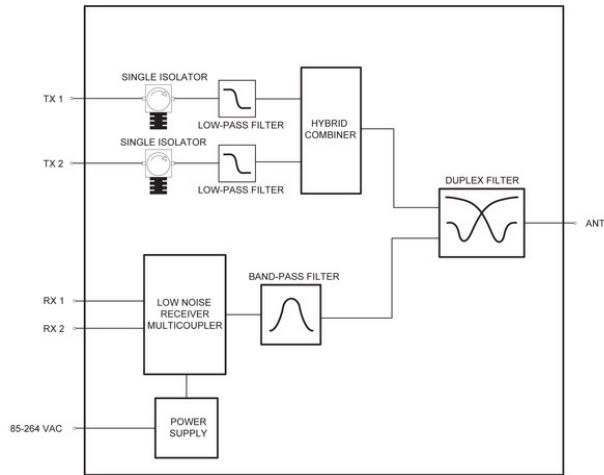 SINGLE ISOLATOR
TX 1
LOW-PASS FILTER
HYBRID
COMBINER
SINGLE ISOLATOR
TX 2
LOW-PASS FILTER
DUPLEX FILTER
ANT
BAND-PASS FILTER
RX 1
RX 2
LOW NOISE
RECEIVER
MULTICOUPLER
85-264 VAC
POWER
SUPPLY